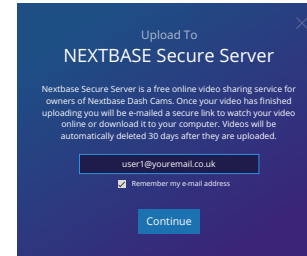 Upload To
NEXTBASE Secure Server
Nextbase Secure Server is a free online video sharing service for
owners of Nextbase Dash Cams. Once your video has finished
uploading you will be e-mailed a secure link to watch your video
online or download it to your computer. Videos will be
automatically deleted 30 days after they are uploaded.
user1@youremail.co.uk
Remember my e-mail address
Continue